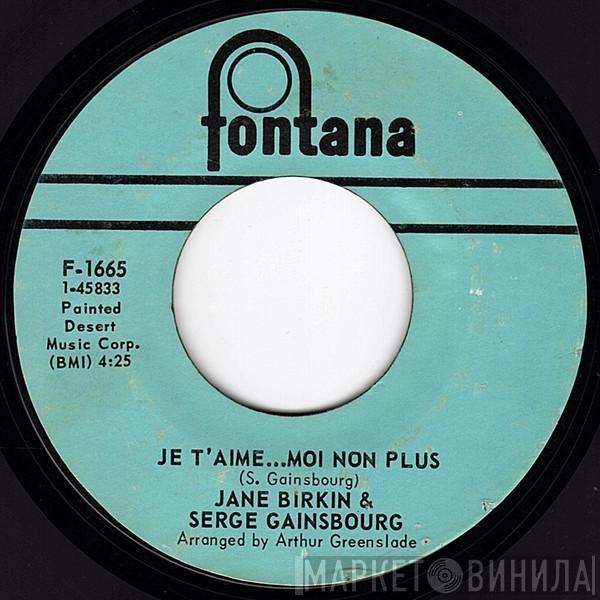 fontana
F-1665
1-45833
Painted
Desert
Music Corp.
(BMI) 4:25
JE T'AIME...MOI NON PLUS
(S. Gainsbourg)
JANE BIRKIN &
SERGE GAINSBOURG
Arranged by Arthur Greenslade
МАРКЕТ ВИНИЛА